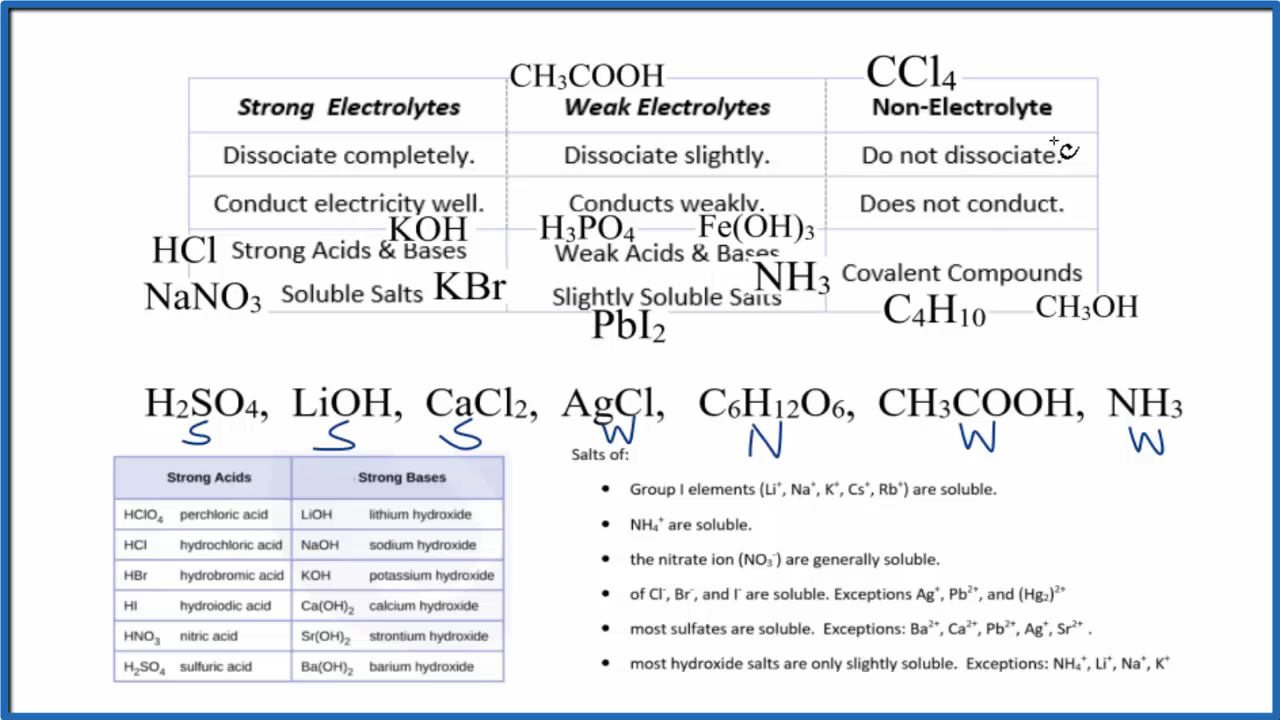 CH₃COOH CCl₄
Strong Electrolytes Weak Electrolytes Non-Electrolyte
Dissociate completely. Dissociate slightly. Do not dissociate.
Conduct electricity well. Conducts weakly. Does not conduct.
KOH H₃PO₄ Fe(OH)₃
HCl Strong Acids & Bases Weak Acids & Bases
NH₃ Covalent Compounds
NaNO₃ Soluble Salts KBr Slightly Soluble Salts
C₄H₁₀ CH₃OH
PbI₂
H₂SO₄, LiOH, CaCl₂, AgCl, C₆H₁₂O₆, CH₃COOH, NH₃
S S S W N W W
Salts of:
Strong Acids Strong Bases
HClO₄ perchloric acid LiOH lithium hydroxide
HCl hydrochloric acid NaOH sodium hydroxide
HBr hydrobromic acid KOH potassium hydroxide
HI hydroiodic acid Ca(OH)₂ calcium hydroxide
HNO₃ nitric acid Sr(OH)₂ strontium hydroxide
H₂SO₄ sulfuric acid Ba(OH)₂ barium hydroxide
• Group I elements (Li⁺, Na⁺, K⁺, Cs⁺, Rb⁺) are soluble.
• NH₄⁺ are soluble.
• the nitrate ion (NO₃⁻) are generally soluble.
• of Cl⁻, Br⁻, and I⁻ are soluble. Exceptions Ag⁺, Pb²⁺, and (Hg₂)²⁺
• most sulfates are soluble. Exceptions: Ba²⁺, Ca²⁺, Pb²⁺, Ag⁺, Sr²⁺ .
• most hydroxide salts are only slightly soluble. Exceptions: NH₄⁺, Li⁺, Na⁺, K⁺